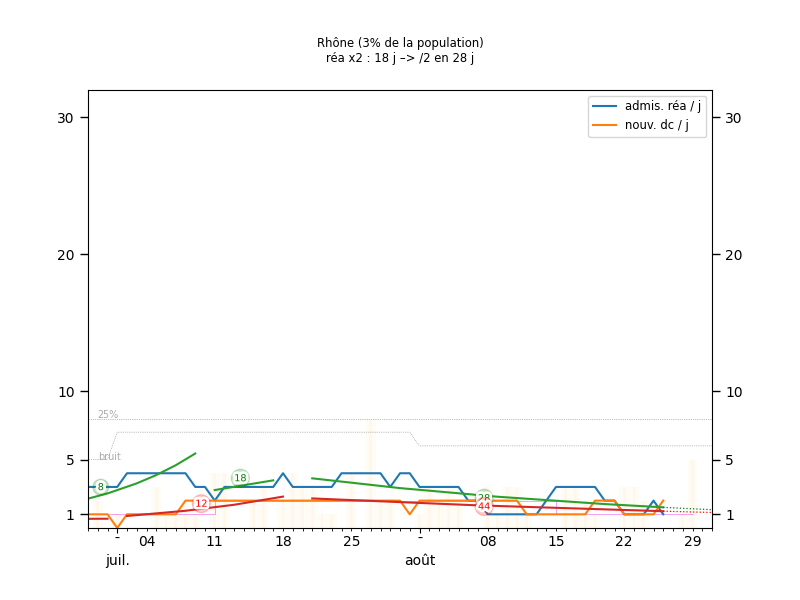 Rhône (3% de la population)
réa x2 : 18 j –> /2 en 28 j
admis. réa / j
nouv. dc / j
30
30
20
20
10
10
25%
bruit
5
5
8
18
12
28
44
1
1
- 04 11 18 25 - 08 15 22 29
juil. août